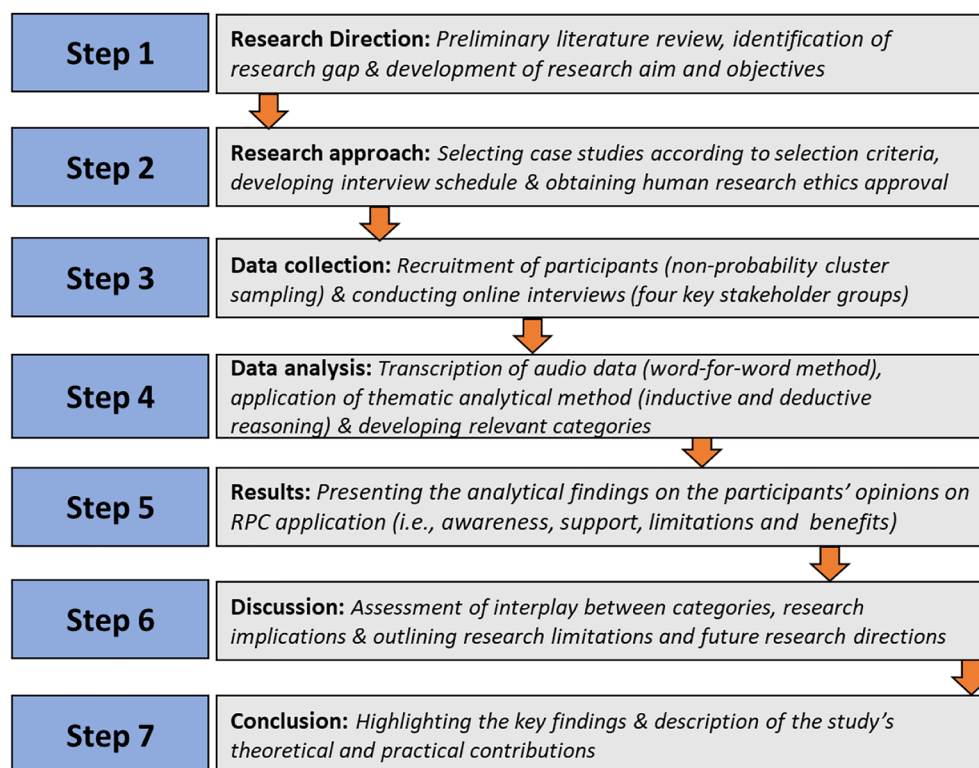 Step 1
Research Direction: Preliminary literature review, identification of
research gap & development of research aim and objectives
Step 2
Research approach: Selecting case studies according to selection criteria,
developing interview schedule & obtaining human research ethics approval
Step 3
Data collection: Recruitment of participants (non-probability cluster
sampling) & conducting online interviews (four key stakeholder groups)
Step 4
Data analysis: Transcription of audio data (word-for-word method),
application of thematic analytical method (inductive and deductive
reasoning) & developing relevant categories
Step 5
Results: Presenting the analytical findings on the participants’ opinions on
RPC application (i.e., awareness, support, limitations and  benefits)
Step 6
Discussion: Assessment of interplay between categories, research
implications & outlining research limitations and future research directions
Step 7
Conclusion: Highlighting the key findings & description of the study’s
theoretical and practical contributions